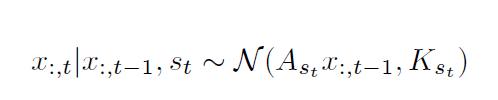 x_{:,t}|x_{:,t−1}, s_t ∼ 𝒩(A_{s_t}x_{:,t−1}, K_{s_t})